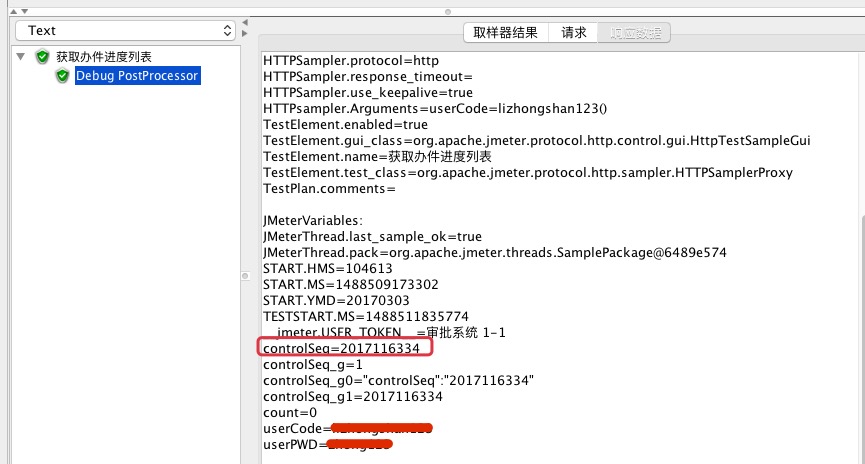 Text
取样器结果 请求 响应数据
获取办件进度列表
Debug PostProcessor
HTTPSampler.protocol=http
HTTPSampler.response_timeout=
HTTPSampler.use_keepalive=true
HTTPsampler.Arguments=userCode=lizhongshan123()
TestElement.enabled=true
TestElement.gui_class=org.apache.jmeter.protocol.http.control.gui.HttpTestSampleGui
TestElement.name=获取办件进度列表
TestElement.test_class=org.apache.jmeter.protocol.http.sampler.HTTPSamplerProxy
TestPlan.comments=
JMeterVariables:
JMeterThread.last_sample_ok=true
JMeterThread.pack=org.apache.jmeter.threads.SamplePackage@6489e574
START.HMS=104613
START.MS=1488509173302
START.YMD=20170303
TESTSTART.MS=1488511835774
__jmeter.USER_TOKEN__=审批系统 1-1
controlSeq=2017116334
controlSeq_g=1
controlSeq_g0="controlSeq":"2017116334"
controlSeq_g1=2017116334
count=0
userCode=
userPWD=